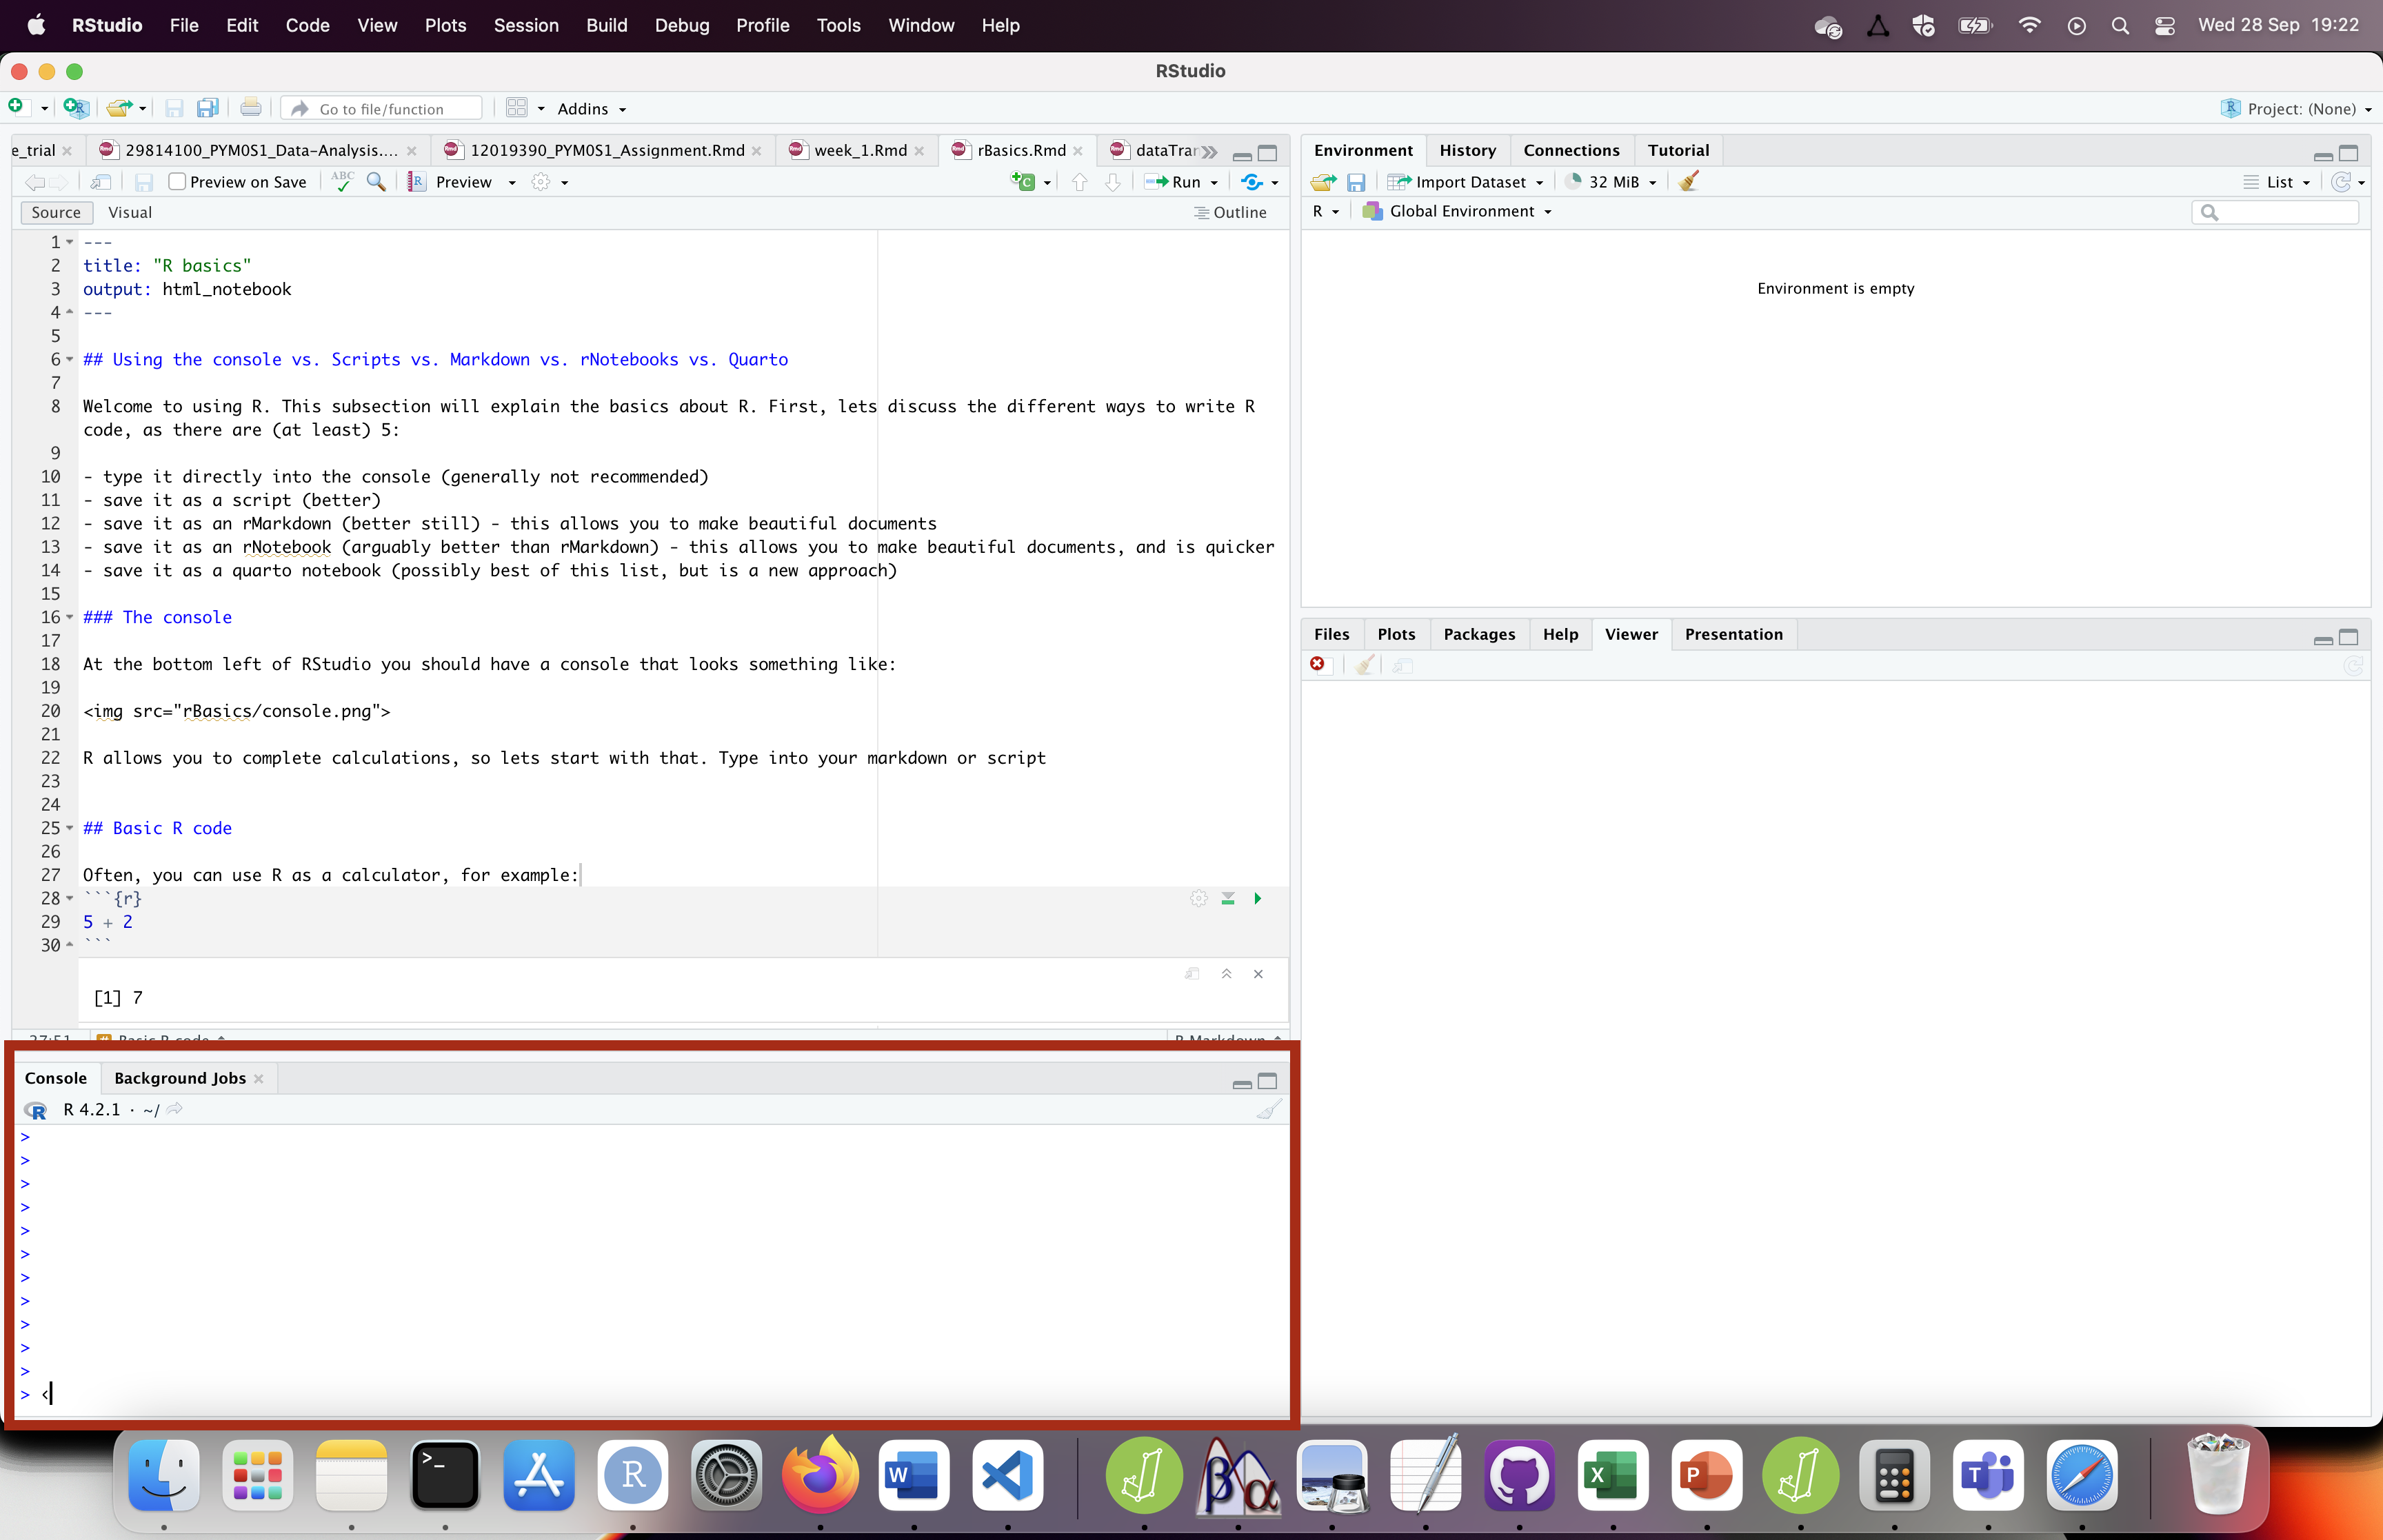 RStudio File Edit Code View Plots Session Build Debug Profile Tools Window Help Wed 28 Sep 19:22
RStudio
Go to file/function Addins Project: (None)
e_trial 29814100_PYM0S1_Data-Analysis.... 12019390_PYM0S1_Assignment.Rmd week_1.Rmd rBasics.Rmd dataTrar
Preview on Save ABC Preview Run
Source Visual Outline
1 ---
2 title: "R basics"
3 output: html_notebook
4 ---
5
6 ## Using the console vs. Scripts vs. Markdown vs. rNotebooks vs. Quarto
7
8 Welcome to using R. This subsection will explain the basics about R. First, lets discuss the different ways to write R
code, as there are (at least) 5:
9
10 - type it directly into the console (generally not recommended)
11 - save it as a script (better)
12 - save it as an rMarkdown (better still) - this allows you to make beautiful documents
13 - save it as an rNotebook (arguably better than rMarkdown) - this allows you to make beautiful documents, and is quicker
14 - save it as a quarto notebook (possibly best of this list, but is a new approach)
15
16 ### The console
17
18 At the bottom left of RStudio you should have a console that looks something like:
19
20 <img src="rBasics/console.png">
21
22 R allows you to complete calculations, so lets start with that. Type into your markdown or script
23
24
25 ## Basic R code
26
27 Often, you can use R as a calculator, for example:
28 ```{r}
29 5 + 2
30 ```
[1] 7
27:51 Basic R code R Markdown
Console Background Jobs
R 4.2.1 · ~/
>
>
>
>
>
>
>
>
>
>
>
> <
Environment History Connections Tutorial
Import Dataset 32 MiB List
R Global Environment
Environment is empty
Files Plots Packages Help Viewer Presentation